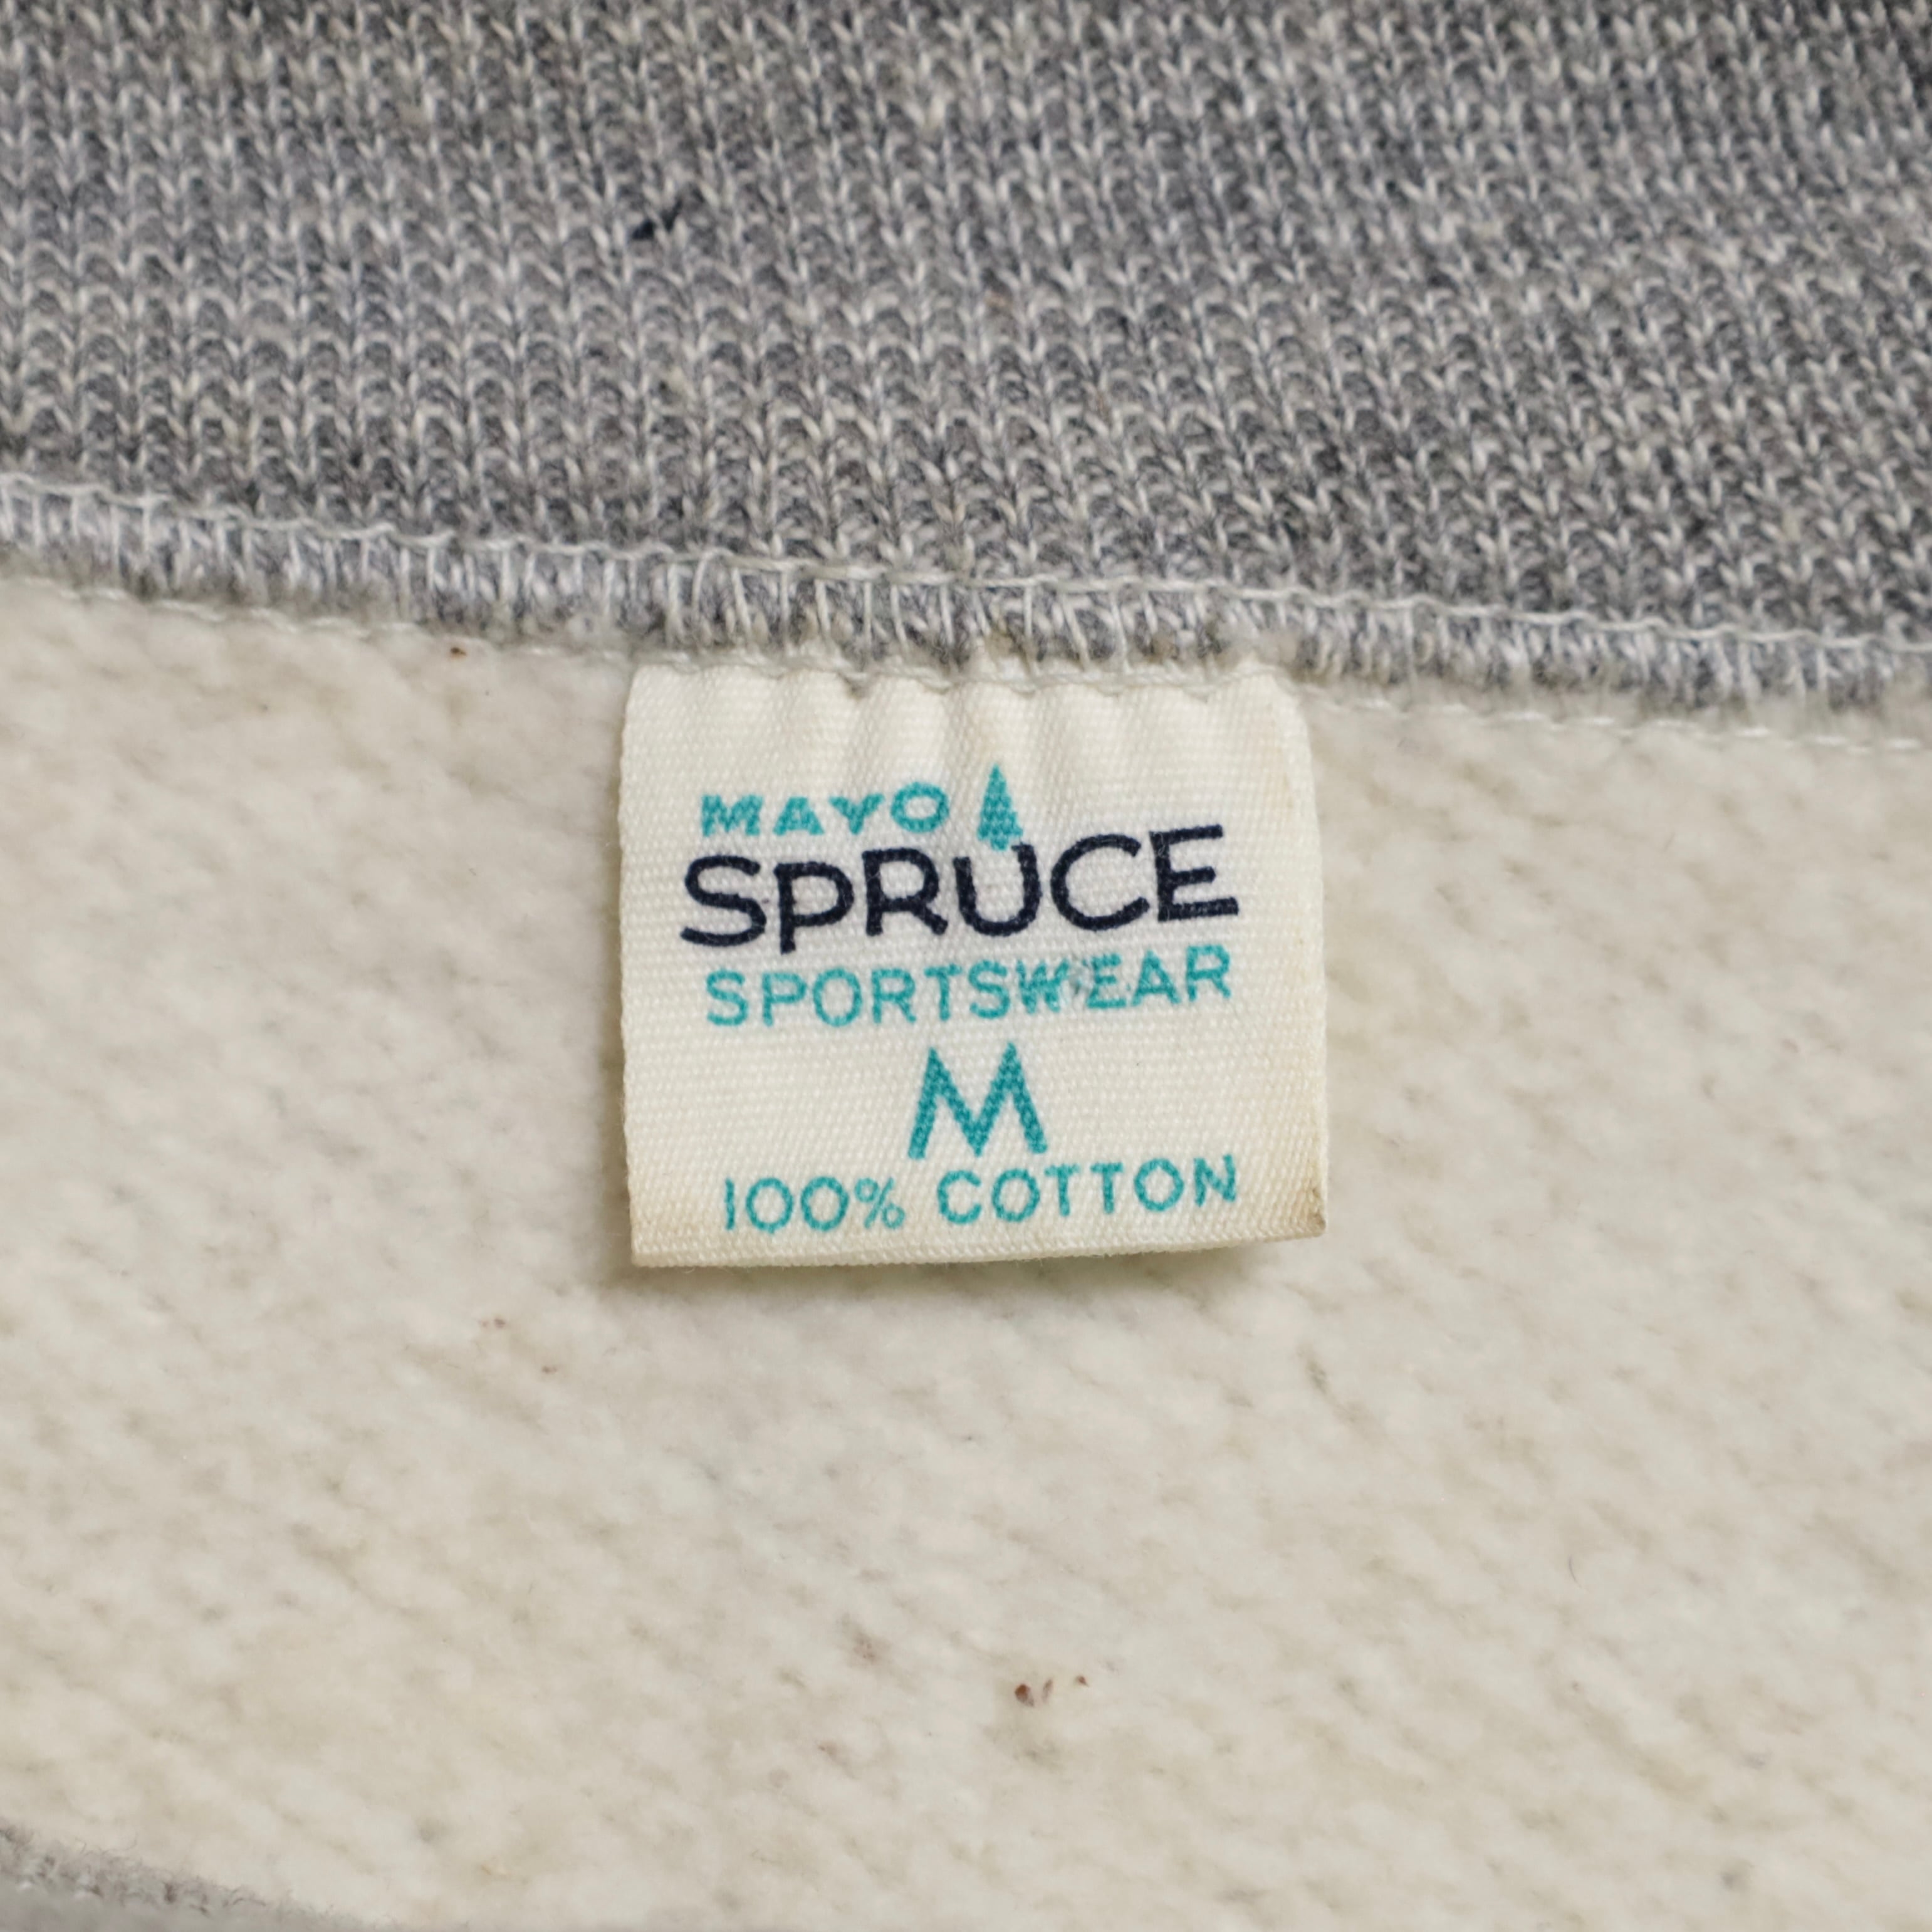 MAYO
SPRUCE
SPORTSWEAR
M
100% COTTON